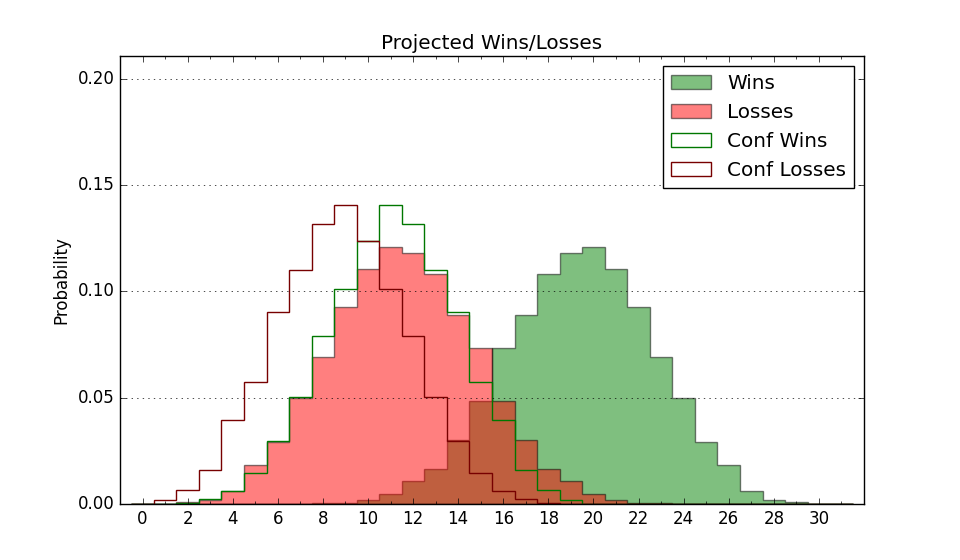 Projected Wins/Losses
0.20
0.15
0.10
0.05
0.00
Probability
Wins
Losses
Conf Wins
Conf Losses
0 2 4 6 8 10 12 14 16 18 20 22 24 26 28 30